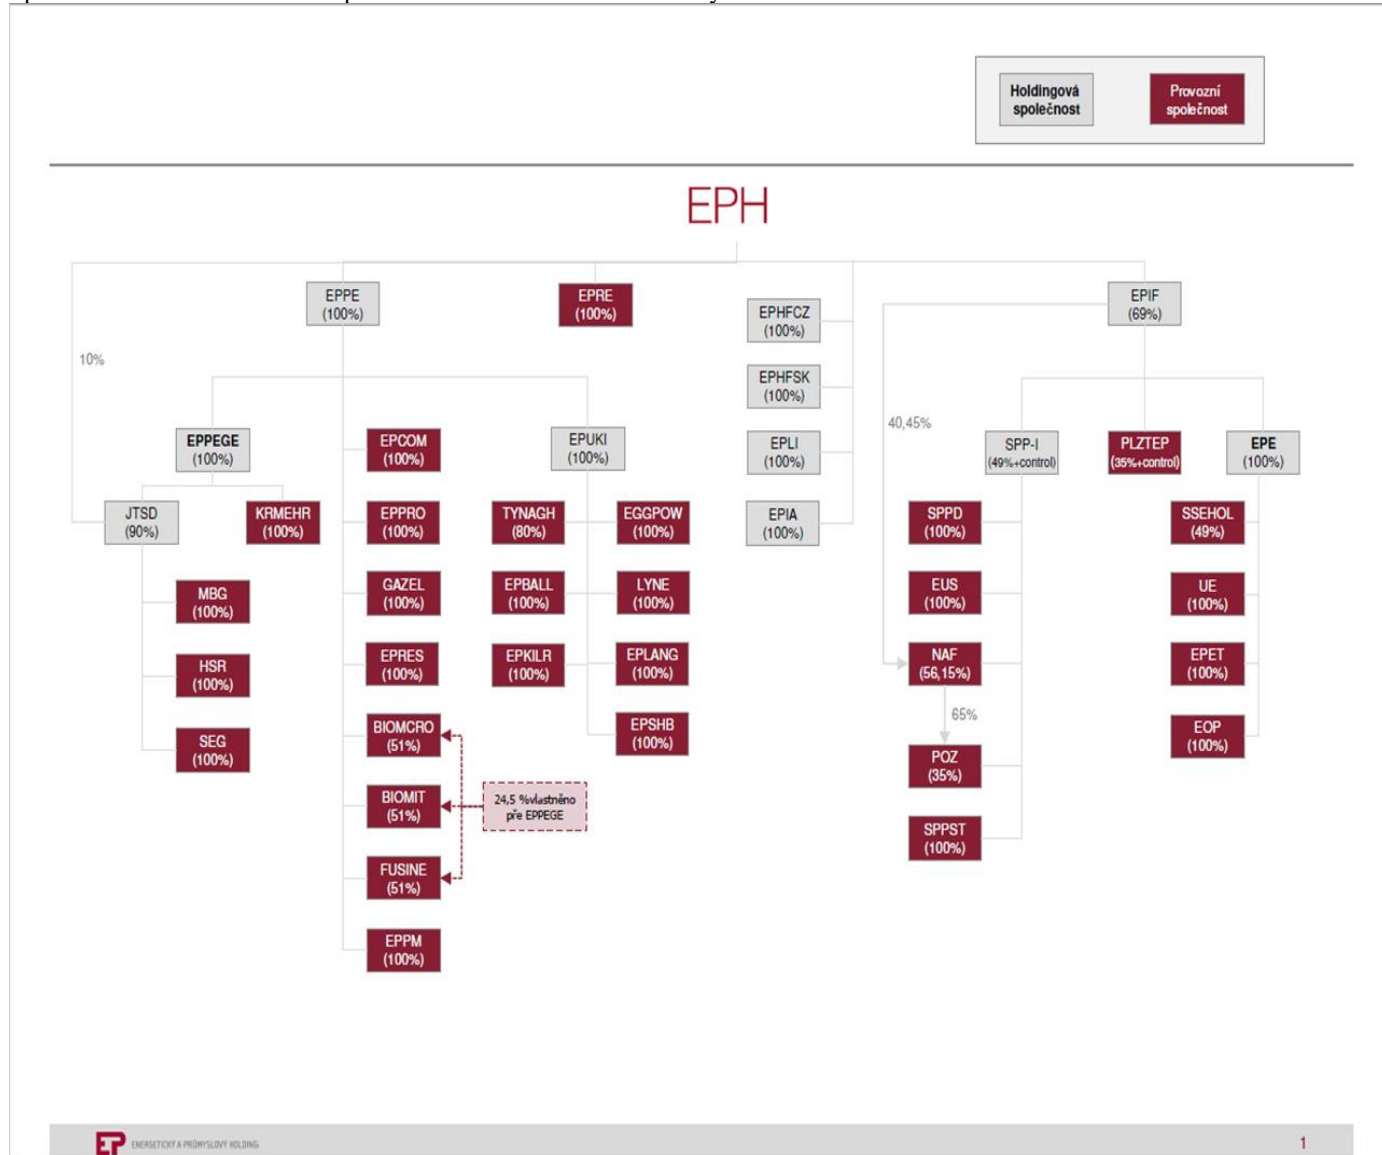 Holdingová
společnost
Provozní
společnost
EPH
EPPE
(100%)
EPRE
(100%)
EPHFCZ
(100%)
EPIF
(69%)
10%
EPHFSK
(100%)
40,45%
EPPEGE
(100%)
EPCOM
(100%)
EPUKI
(100%)
EPLI
(100%)
SPP-I
(49%+control)
PLZTEP
(35%+control)
EPE
(100%)
JTSD
(90%)
KRMEHR
(100%)
EPPRO
(100%)
TYNAGH
(80%)
EGGPOW
(100%)
EPIA
(100%)
SPPD
(100%)
SSEHOL
(49%)
MBG
(100%)
GAZEL
(100%)
EPBALL
(100%)
LYNE
(100%)
EUS
(100%)
UE
(100%)
HSR
(100%)
EPRES
(100%)
EPKILR
(100%)
EPLANG
(100%)
NAF
(56,15%)
EPET
(100%)
65%
SEG
(100%)
BIOMCRO
(51%)
EPSHB
(100%)
POZ
(35%)
EOP
(100%)
BIOMIT
(51%)
24,5 %vlastněno
pře EPPEGE
SPPST
(100%)
FUSINE
(51%)
EPPM
(100%)
EP ENERGETICKÝ A PRŮMYSLOVÝ HOLDING
1